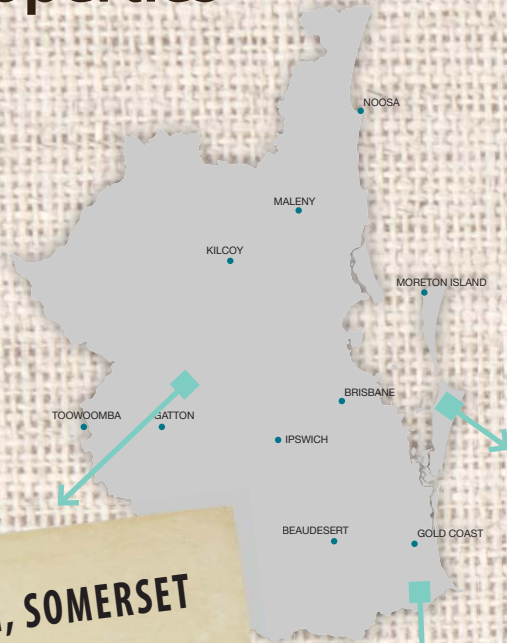 NOOSA
MALENY
KILCOY
MORETON ISLAND
BRISBANE
TOOWOOMBA
GATTON
IPSWICH
BEAUDESERT
GOLD COAST
SOMERSET